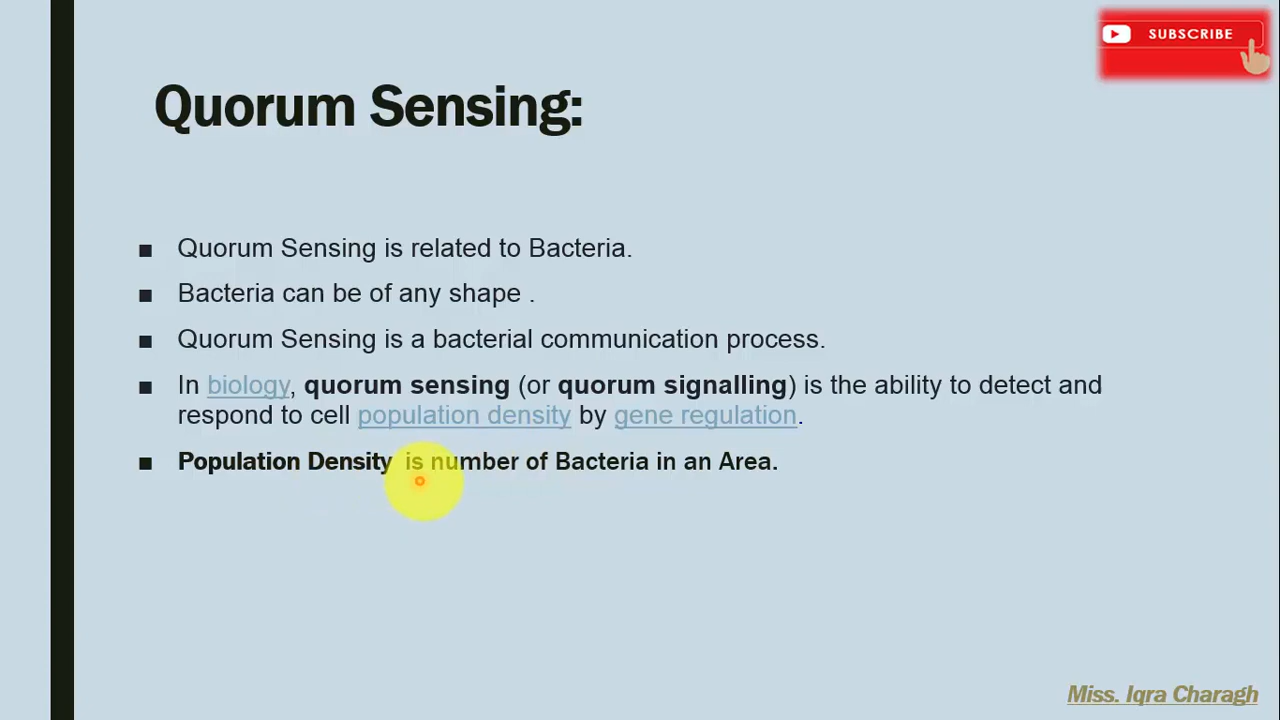 SUBSCRIBE
Quorum Sensing:
■ Quorum Sensing is related to Bacteria.
■ Bacteria can be of any shape .
■ Quorum Sensing is a bacterial communication process.
■ In biology, quorum sensing (or quorum signalling) is the ability to detect and
respond to cell population density by gene regulation.
■ Population Density is number of Bacteria in an Area.
Miss. Iqra Charagh